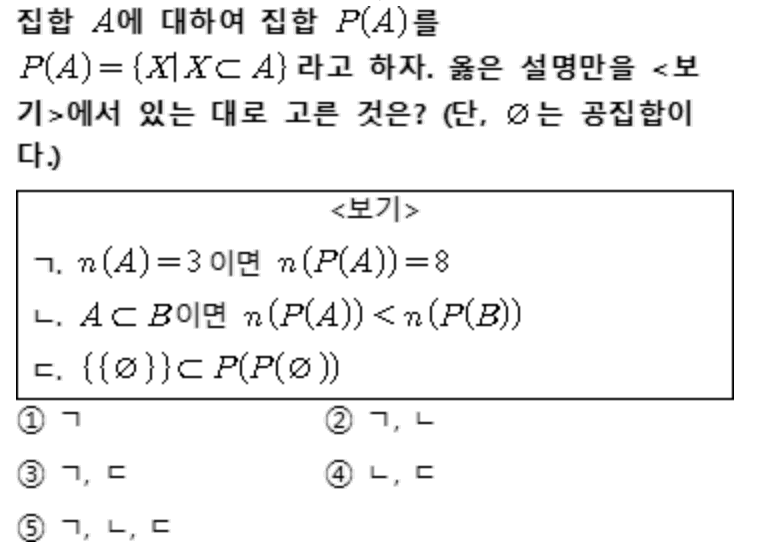 집합 A에 대하여 집합 P(A)를
P(A)={X|X⊂A}라고 하자. 옳은 설명만을 <보
기>에서 있는 대로 고른 것은? (단, ∅는 공집합이
다.)
<보기>
ㄱ. n(A)=3이면 n(P(A))=8
ㄴ. A⊂B이면 n(P(A))<n(P(B))
ㄷ. {{∅}}⊂P(P(∅))
① ㄱ ② ㄱ, ㄴ
③ ㄱ, ㄷ ④ ㄴ, ㄷ
⑤ ㄱ, ㄴ, ㄷ